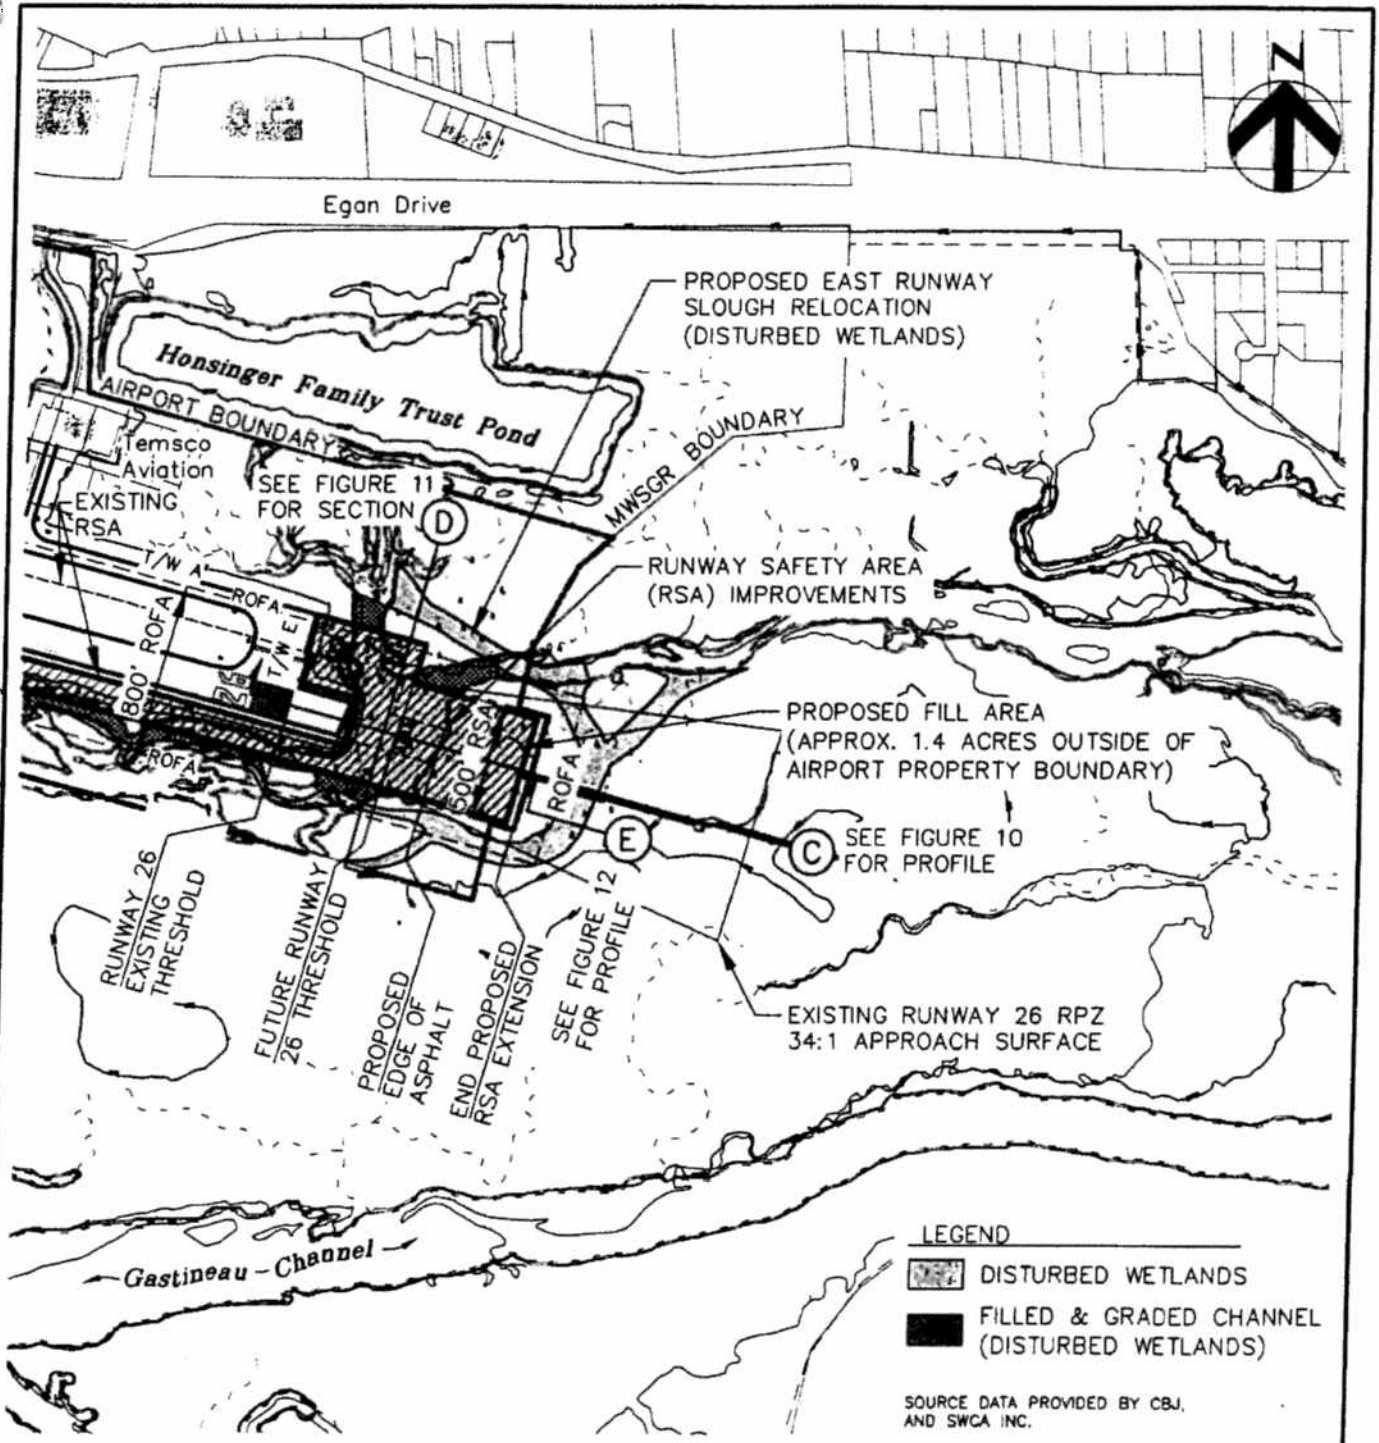 N
Egan Drive
PROPOSED EAST RUNWAY
SLOUGH RELOCATION
(DISTURBED WETLANDS)
Honsinger Family Trust Pond
AIRPORT BOUNDARY
MWSGR BOUNDARY
Temsco
Aviation
SEE FIGURE 11
FOR SECTION
D
EXISTING
RSA
T/W A
ROFA
RUNWAY SAFETY AREA
(RSA) IMPROVEMENTS
800' ROFA
T/W E
26
500' RSA
ROFA
ROFA
PROPOSED FILL AREA
(APPROX. 1.4 ACRES OUTSIDE OF
AIRPORT PROPERTY BOUNDARY)
E
C
SEE FIGURE 10
FOR PROFILE
RUNWAY 26
EXISTING
THRESHOLD
FUTURE RUNWAY
26 THRESHOLD
PROPOSED
EDGE OF
ASPHALT
END PROPOSED
RSA EXTENSION
SEE FIGURE 12
FOR PROFILE
EXISTING RUNWAY 26 RPZ
34:1 APPROACH SURFACE
Gastineau Channel
LEGEND
DISTURBED WETLANDS
FILLED & GRADED CHANNEL
(DISTURBED WETLANDS)
SOURCE DATA PROVIDED BY CBJ,
AND SWCA INC.